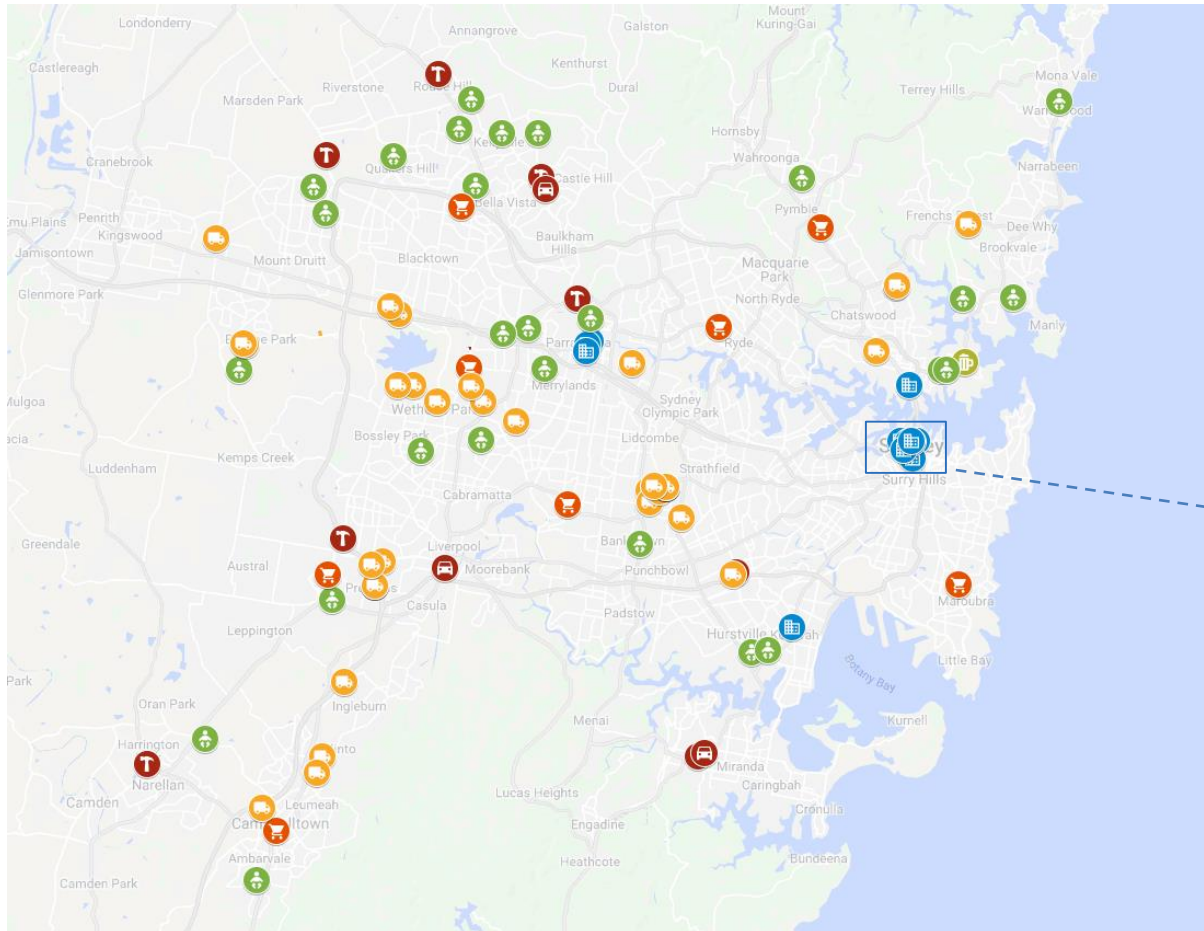 Londonderry
Annangrove
Galston
Mount
Kuring-Gai
Castlereagh
Kenthurst
Riverstone
Dural
Mona Vale
Marsden Park
Terrey Hills
Hornsby
Cranebrook
Quakers Hill
Wahroonga
Castle Hill
Narrabeen
Bella Vista
Pymble
Emu Plains
Penrith
Kingswood
Dee Why
Baulkham
Hills
Brookvale
Jamisontown
Mount Druitt
Blacktown
Macquarie
Park
Glenmore Park
North Ryde
Chatswood
Manly
Ryde
Merrylands
Mulgoa
Sydney
Olympic Park
Bossley Park
Lidcombe
Kemps Creek
Strathfield
Luddenham
Surry Hills
Cabramatta
Greendale
Austral
Liverpool
Moorebank
Punchbowl
Casula
Padstow
Maroubra
Leppington
Hurstville
Little Bay
Park
Botany Bay
Oran Park
Ingleburn
Menai
Kurnell
Harrington
Miranda
Narellan
Caringbah
Lucas Heights
Camden
Leumeah
Cronulla
Engadine
Ambarvale
Heathcote
Bundeena
Camden Park